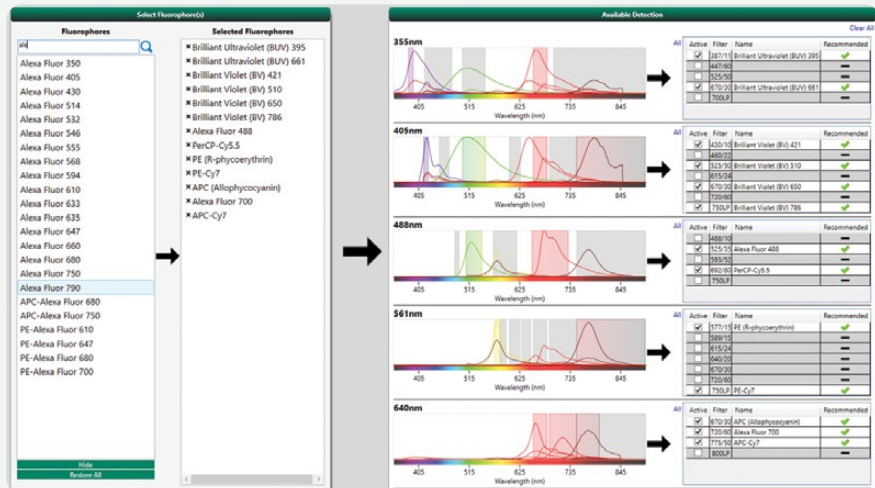 Select Fluorophore(s)
Fluorophores
ale
Alexa Fluor 350
Alexa Fluor 405
Alexa Fluor 430
Alexa Fluor 514
Alexa Fluor 532
Alexa Fluor 546
Alexa Fluor 555
Alexa Fluor 568
Alexa Fluor 594
Alexa Fluor 610
Alexa Fluor 633
Alexa Fluor 635
Alexa Fluor 647
Alexa Fluor 660
Alexa Fluor 680
Alexa Fluor 750
Alexa Fluor 790
APC-Alexa Fluor 680
APC-Alexa Fluor 750
PE-Alexa Fluor 610
PE-Alexa Fluor 647
PE-Alexa Fluor 680
PE-Alexa Fluor 700
Hide
Restore All
Selected Fluorophores
× Brilliant Ultraviolet (BUV) 395
× Brilliant Ultraviolet (BUV) 661
× Brilliant Violet (BV) 421
× Brilliant Violet (BV) 510
× Brilliant Violet (BV) 650
× Brilliant Violet (BV) 786
× Alexa Fluor 488
× PerCP-Cy5.5
× PE (R-phycoerythrin)
× PE-Cy7
× APC (Allophycocyanin)
× Alexa Fluor 700
× APC-Cy7
Available Detection
Clear All
355nm
405 515 625 735 845
Wavelength (nm)
All
Active Filter Name Recommended
387/11 Brilliant Ultraviolet (BUV) 395
447/60
525/50
670/30 Brilliant Ultraviolet (BUV) 661
700LP
405nm
405 515 625 735 845
Wavelength (nm)
All
Active Filter Name Recommended
420/10 Brilliant Violet (BV) 421
460/22
525/50 Brilliant Violet (BV) 510
615/24
670/30 Brilliant Violet (BV) 650
720/60
750LP Brilliant Violet (BV) 786
488nm
405 515 625 735 845
Wavelength (nm)
All
Active Filter Name Recommended
488/10
525/35 Alexa Fluor 488
593/52
692/80 PerCP-Cy5.5
750LP
561nm
405 515 625 735 845
Wavelength (nm)
All
Active Filter Name Recommended
577/15 PE (R-phycoerythrin)
589/15
615/24
640/20
670/30
720/60
750LP PE-Cy7
640nm
405 515 625 735 845
Wavelength (nm)
All
Active Filter Name Recommended
670/30 APC (Allophycocyanin)
720/60 Alexa Fluor 700
775/50 APC-Cy7
800LP